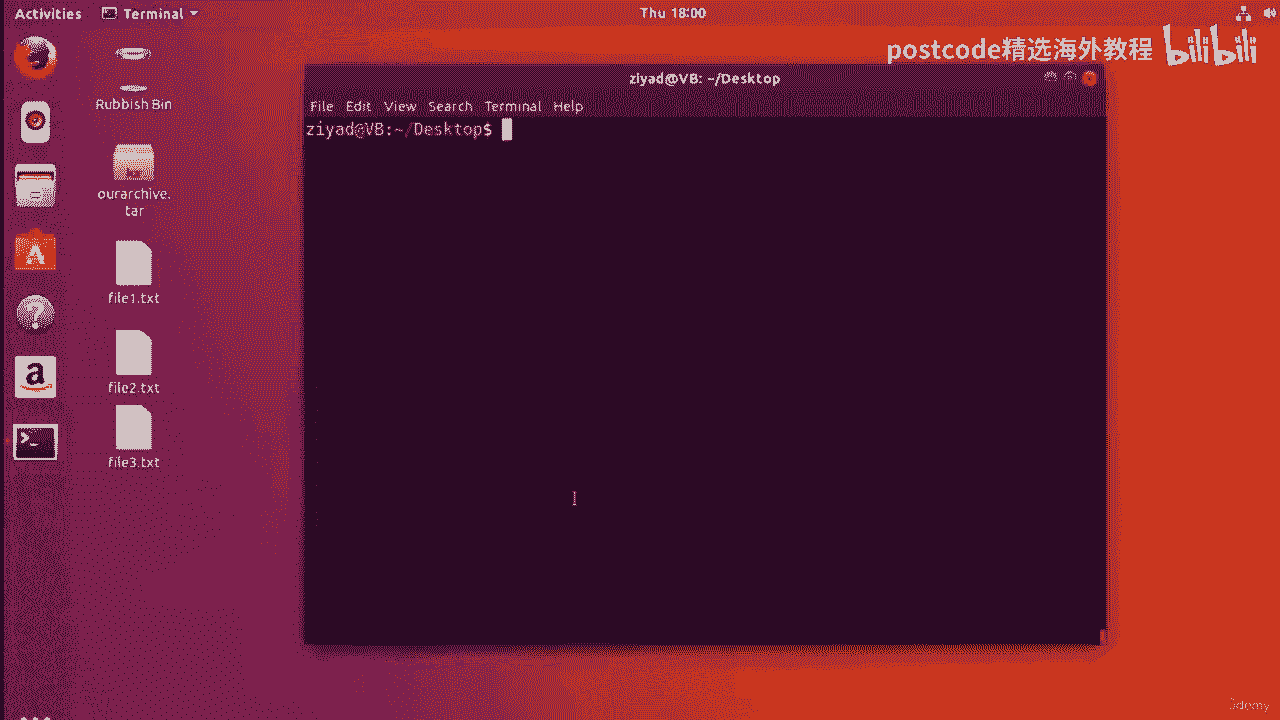 Activities
Terminal
Thu 18:00
postcode精选海外教程 bilibili
Rubbish Bin
ourarchive.
tar
file1.txt
file2.txt
file3.txt
ziyad@VB: ~/Desktop
File Edit View Search Terminal Help
ziyad@VB:~/Desktop$